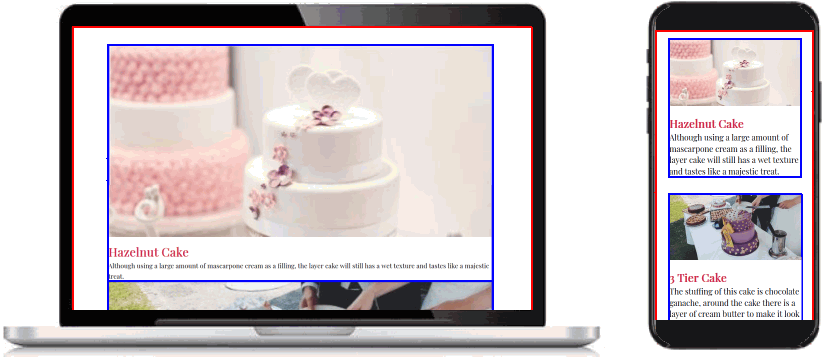 Hazelnut Cake
Although using a large amount of mascarpone cream as a filling, the layer cake will still has a wet texture and tastes like a majestic
treat.
Hazelnut Cake
Although using a large amount of
mascarpone cream as a filling, the
layer cake will still has a wet texture
and tastes like a majestic treat.
3 Tier Cake
The stuffing of this cake is chocolate
ganache, around the cake there is a
layer of cream butter to make it look